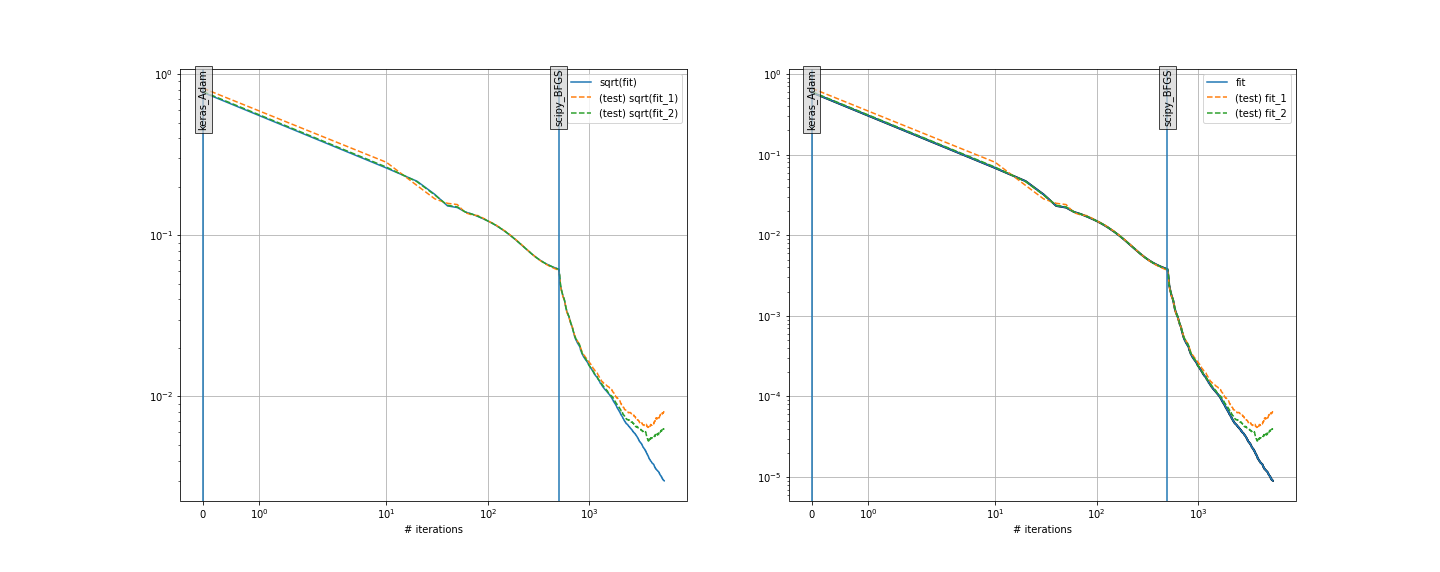 keras_Adam
scipy_BFGS
sqrt(fit)
(test) sqrt(fit_1)
(test) sqrt(fit_2)
10⁰
10⁻¹
10⁻²
0
10⁰
10¹
10²
10³
# iterations
keras_Adam
scipy_BFGS
fit
(test) fit_1
(test) fit_2
10⁰
10⁻¹
10⁻²
10⁻³
10⁻⁴
10⁻⁵
0
10⁰
10¹
10²
10³
# iterations